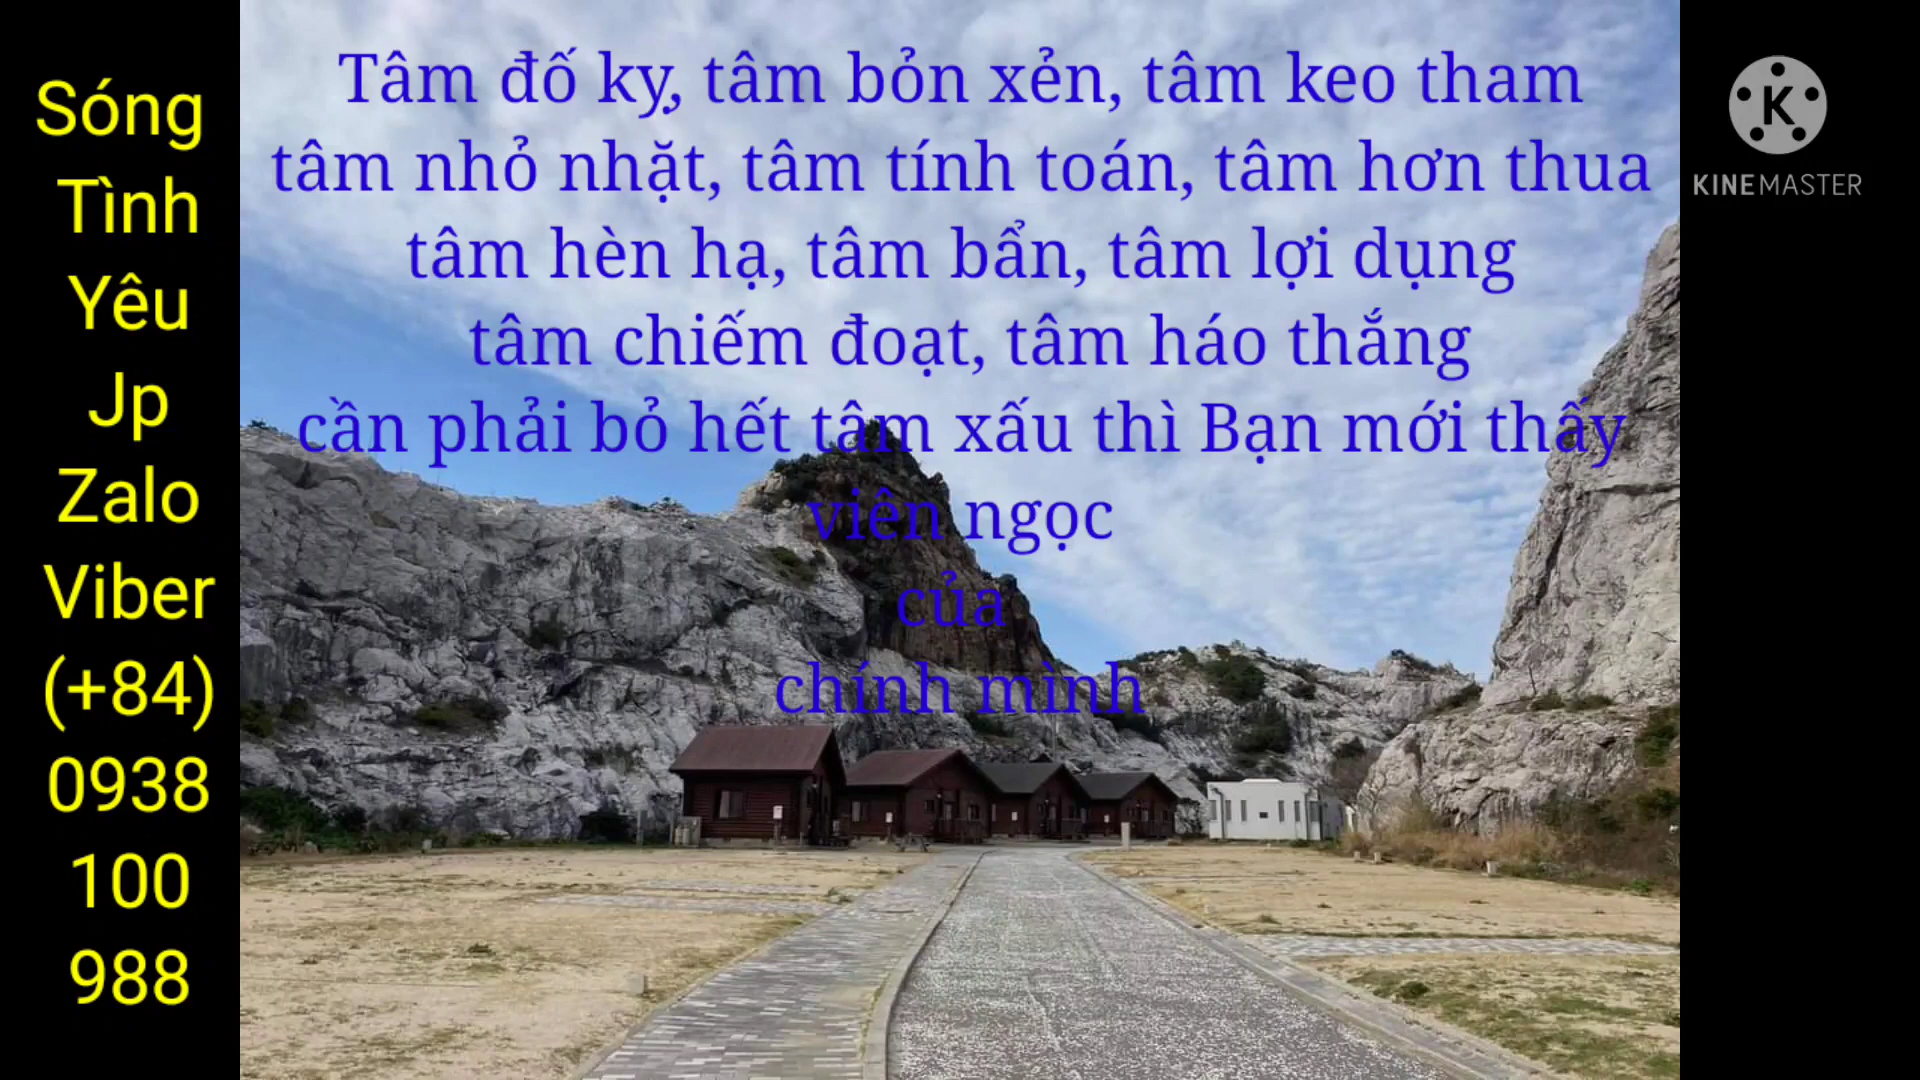 Sóng
Tình
Yêu
Jp
Zalo
Viber
(+84)
0938
100
988
Tâm đố kỵ, tâm bỏn xẻn, tâm keo tham
tâm nhỏ nhặt, tâm tính toán, tâm hơn thua
tâm hèn hạ, tâm bẩn, tâm lợi dụng
tâm chiếm đoạt, tâm háo thắng
cần phải bỏ hết tâm xấu thì Bạn mới thấy
viên ngọc
của
chính mình
K
KINEMASTER